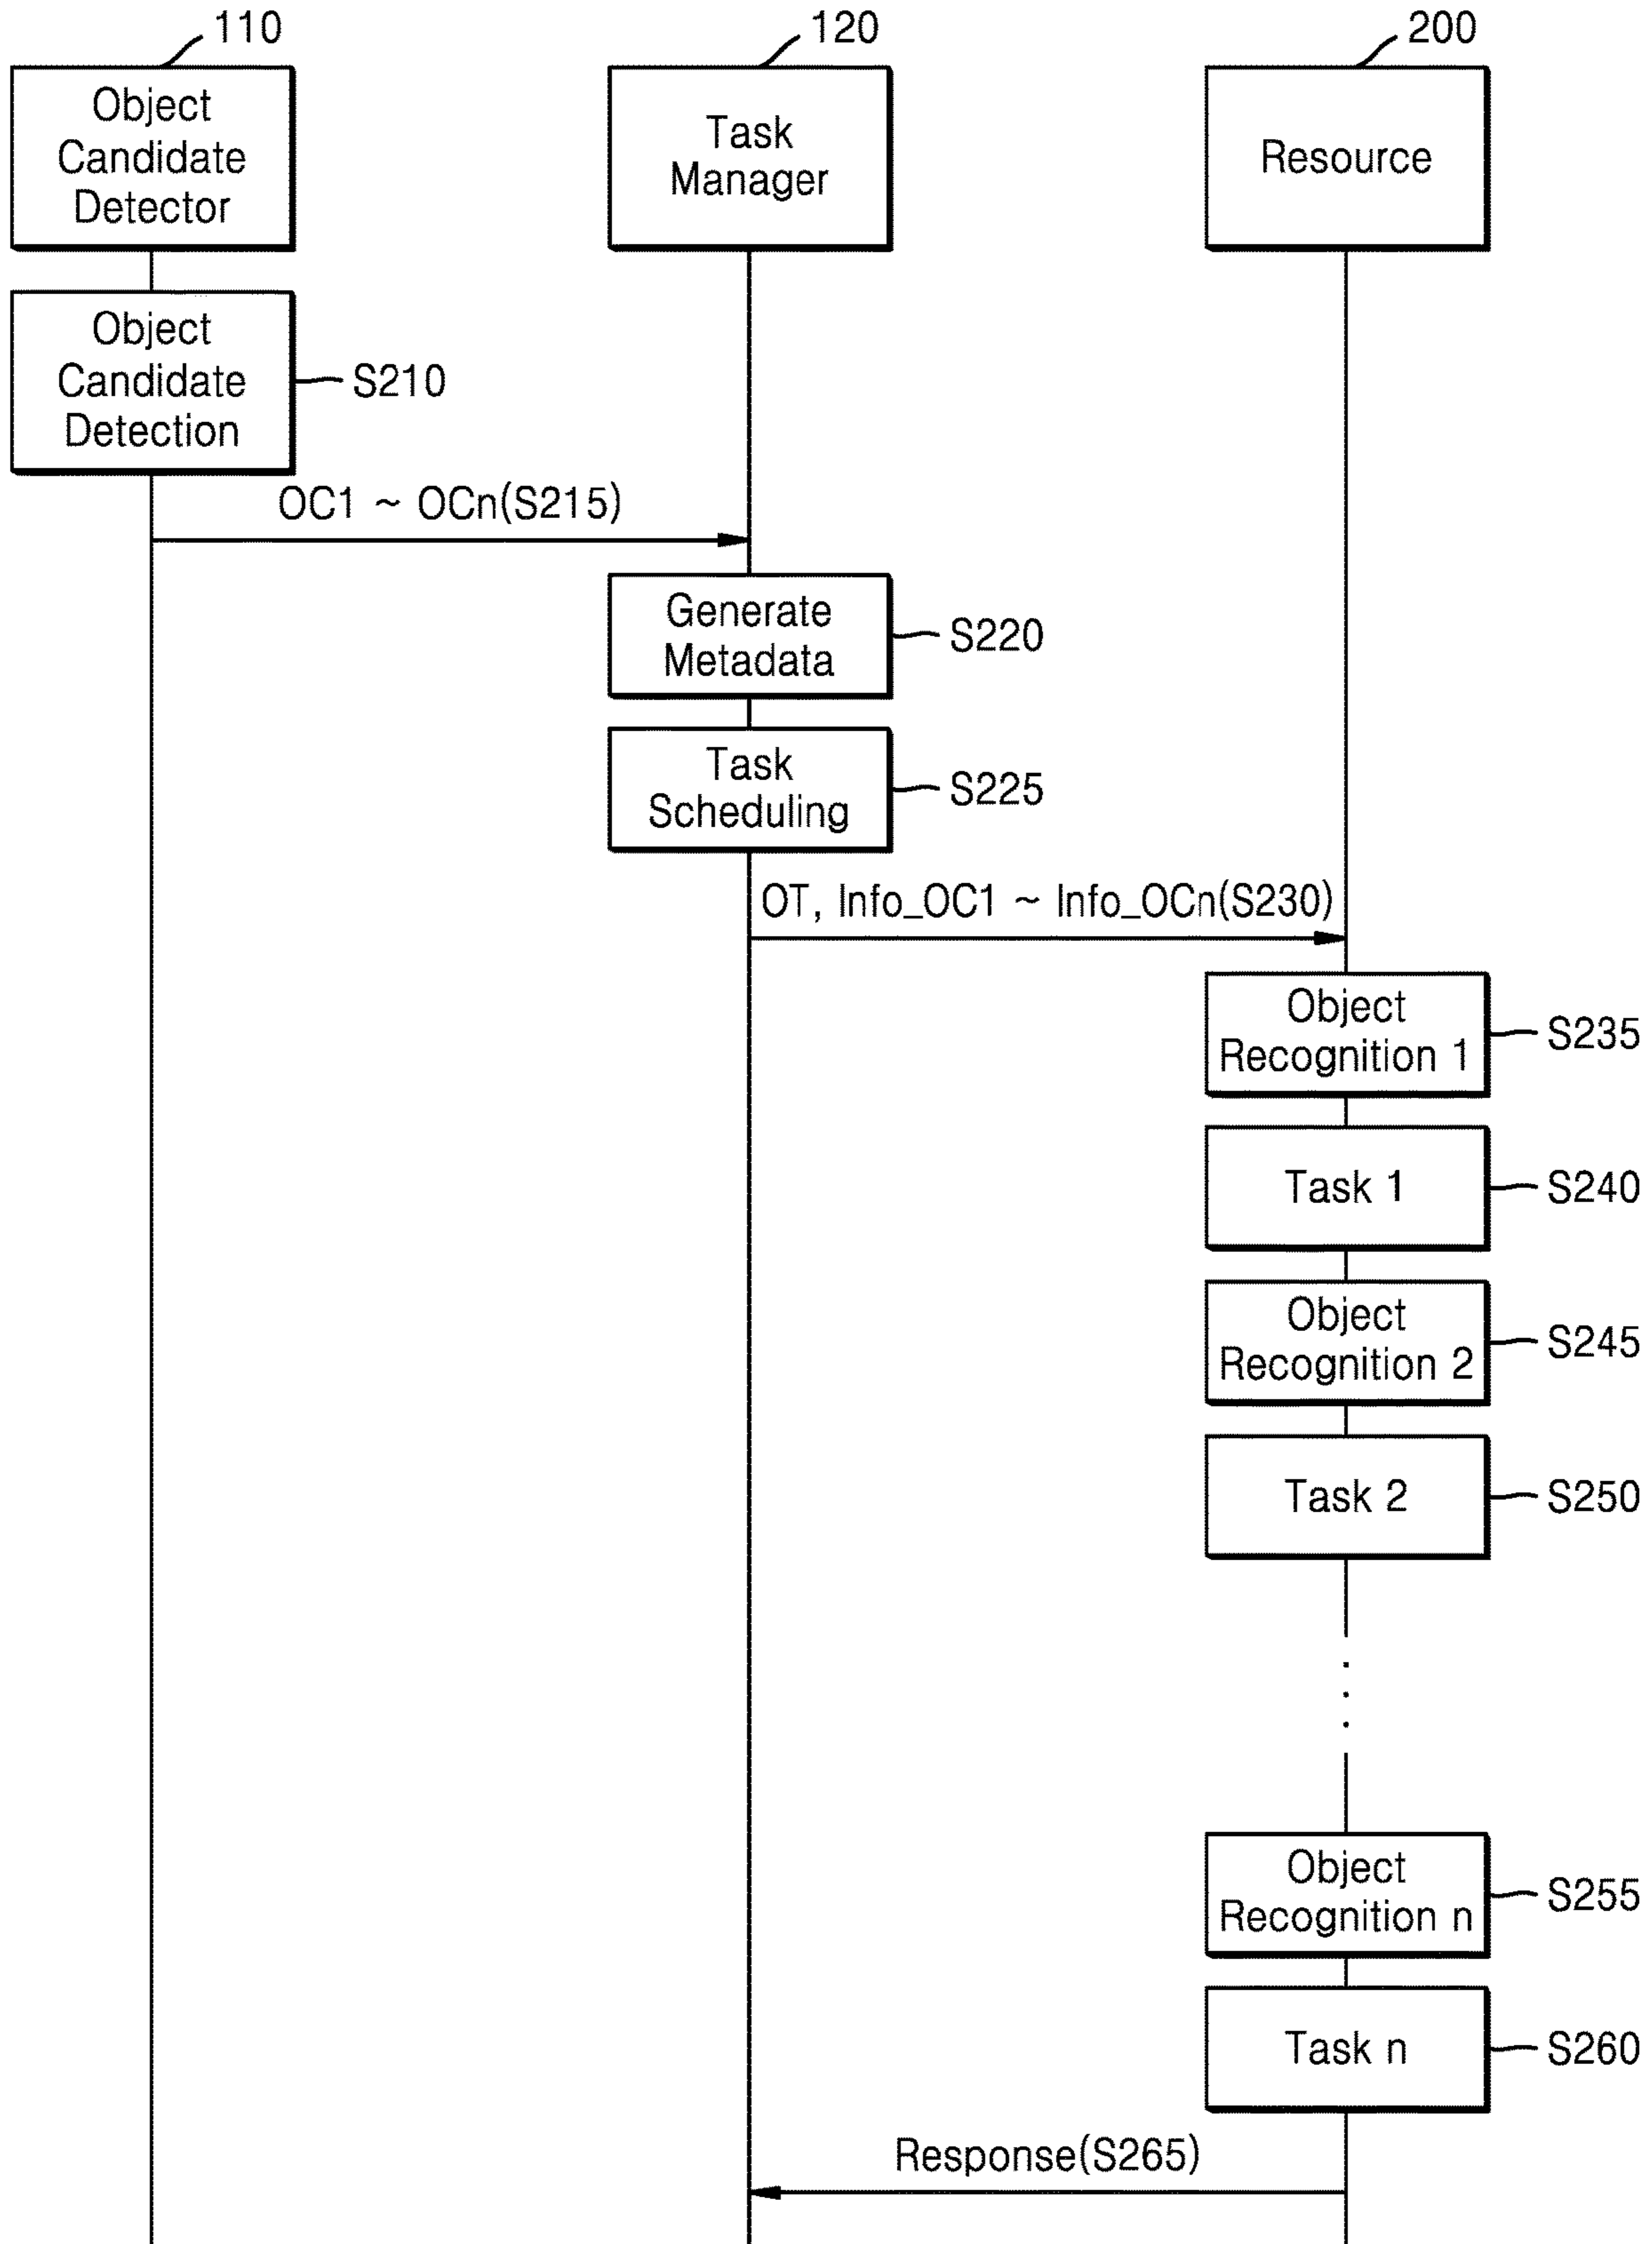 110
120
200
Object
Candidate
Detector
Task
Manager
Resource
Object
Candidate
Detection
S210
OC1 ~ OCn(S215)
Generate
Metadata
S220
Task
Scheduling
S225
OT, Info_OC1 ~ Info_OCn(S230)
Object
Recognition 1
S235
Task 1
S240
Object
Recognition 2
S245
Task 2
S250
Object
Recognition n
S255
Task n
S260
Response(S265)